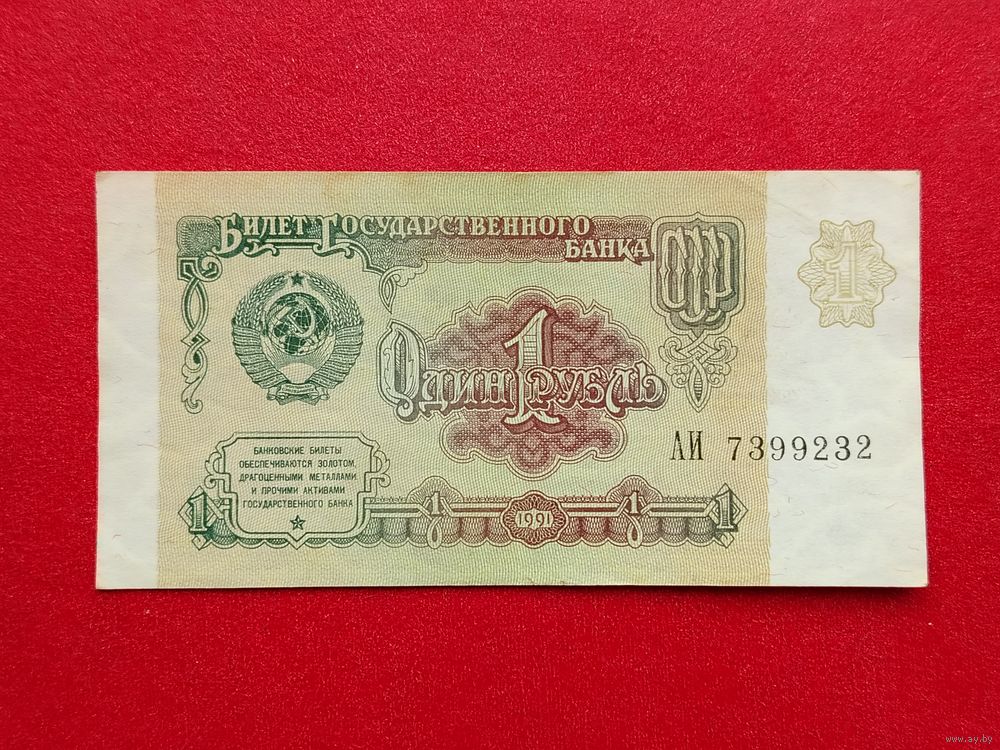 БИЛЕТ ГОСУДАРСТВЕННОГО
БАНКА
1
1
ОДИН РУБЛЬ
АИ 7399232
БАНКОВСКИЕ БИЛЕТЫ
ОБЕСПЕЧИВАЮТСЯ ЗОЛОТОМ,
ДРАГОЦЕННЫМИ МЕТАЛЛАМИ
И ПРОЧИМИ АКТИВАМИ
ГОСУДАРСТВЕННОГО БАНКА
1 1 1991 1 1
www.ay.by